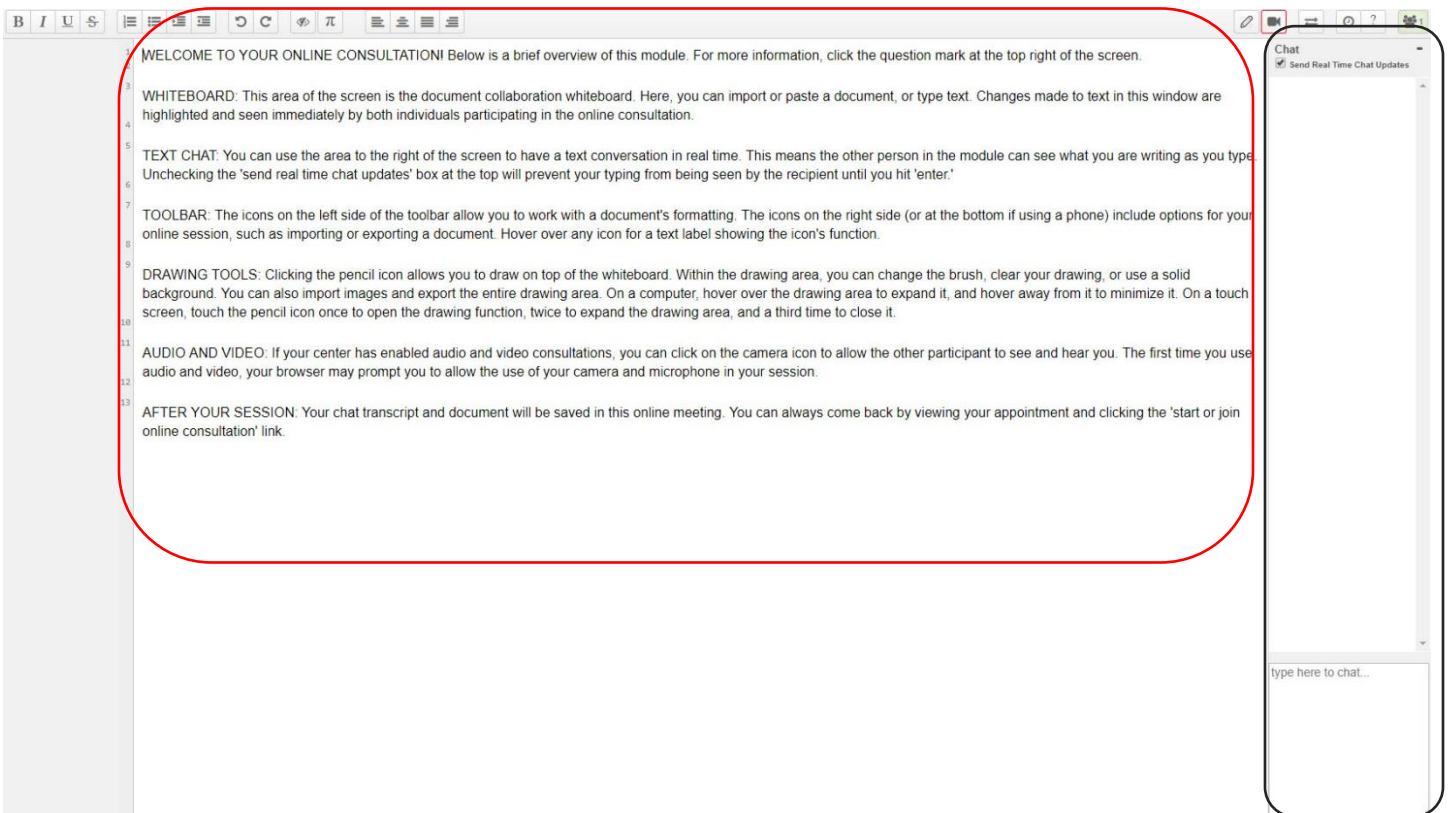 B I U S π ? 1
1 WELCOME TO YOUR ONLINE CONSULTATION! Below is a brief overview of this module. For more information, click the question mark at the top right of the screen.
2
3 WHITEBOARD: This area of the screen is the document collaboration whiteboard. Here, you can import or paste a document, or type text. Changes made to text in this window are
highlighted and seen immediately by both individuals participating in the online consultation.
4
5 TEXT CHAT: You can use the area to the right of the screen to have a text conversation in real time. This means the other person in the module can see what you are writing as you type.
Unchecking the 'send real time chat updates' box at the top will prevent your typing from being seen by the recipient until you hit 'enter.'
6
7 TOOLBAR: The icons on the left side of the toolbar allow you to work with a document's formatting. The icons on the right side (or at the bottom if using a phone) include options for your
online session, such as importing or exporting a document. Hover over any icon for a text label showing the icon's function.
8
9 DRAWING TOOLS: Clicking the pencil icon allows you to draw on top of the whiteboard. Within the drawing area, you can change the brush, clear your drawing, or use a solid
background. You can also import images and export the entire drawing area. On a computer, hover over the drawing area to expand it, and hover away from it to minimize it. On a touch
screen, touch the pencil icon once to open the drawing function, twice to expand the drawing area, and a third time to close it.
10
11 AUDIO AND VIDEO: If your center has enabled audio and video consultations, you can click on the camera icon to allow the other participant to see and hear you. The first time you use
audio and video, your browser may prompt you to allow the use of your camera and microphone in your session.
12
13 AFTER YOUR SESSION: Your chat transcript and document will be saved in this online meeting. You can always come back by viewing your appointment and clicking the 'start or join
online consultation' link.
Chat -
Send Real Time Chat Updates
type here to chat...